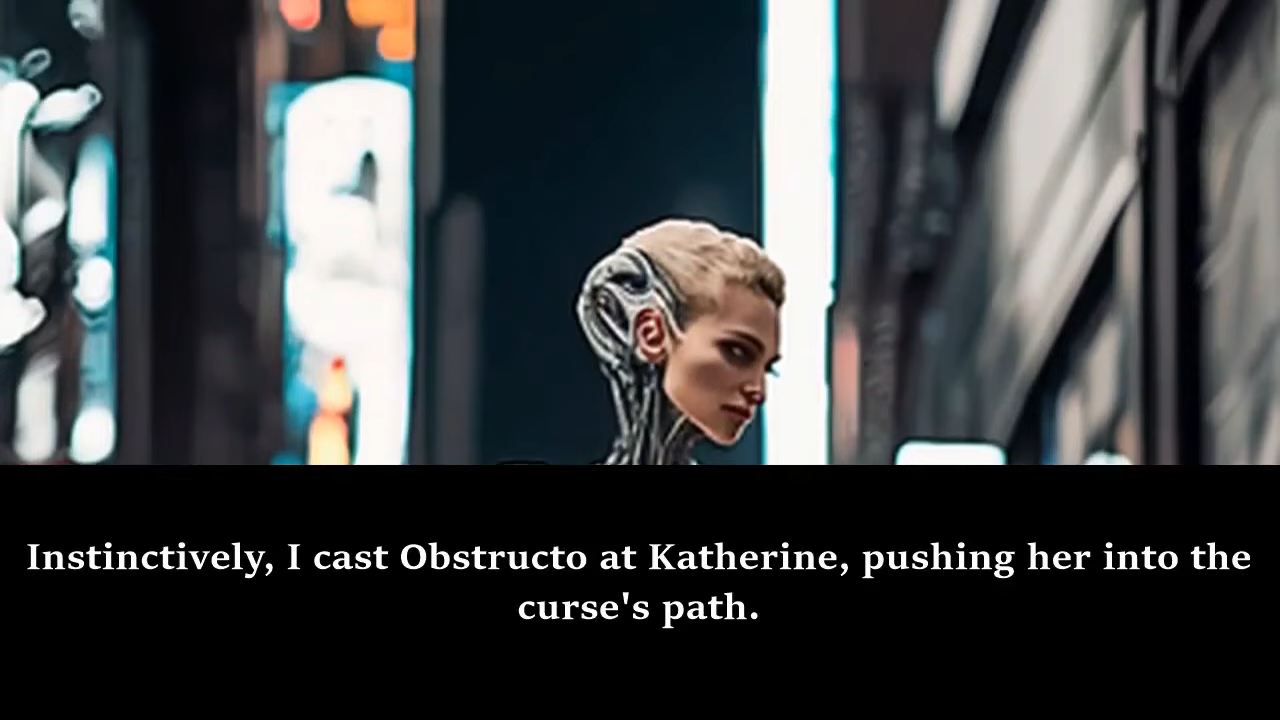 Instinctively, I cast Obstructo at Katherine, pushing her into the
curse's path.